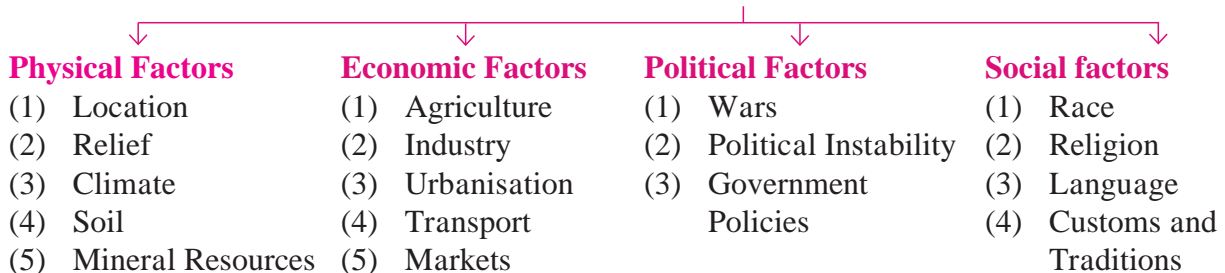 Physical Factors
(1) Location
(2) Relief
(3) Climate
(4) Soil
(5) Mineral Resources
Economic Factors
(1) Agriculture
(2) Industry
(3) Urbanisation
(4) Transport
(5) Markets
Political Factors
(1) Wars
(2) Political Instability
(3) Government
Policies
Social factors
(1) Race
(2) Religion
(3) Language
(4) Customs and
Traditions